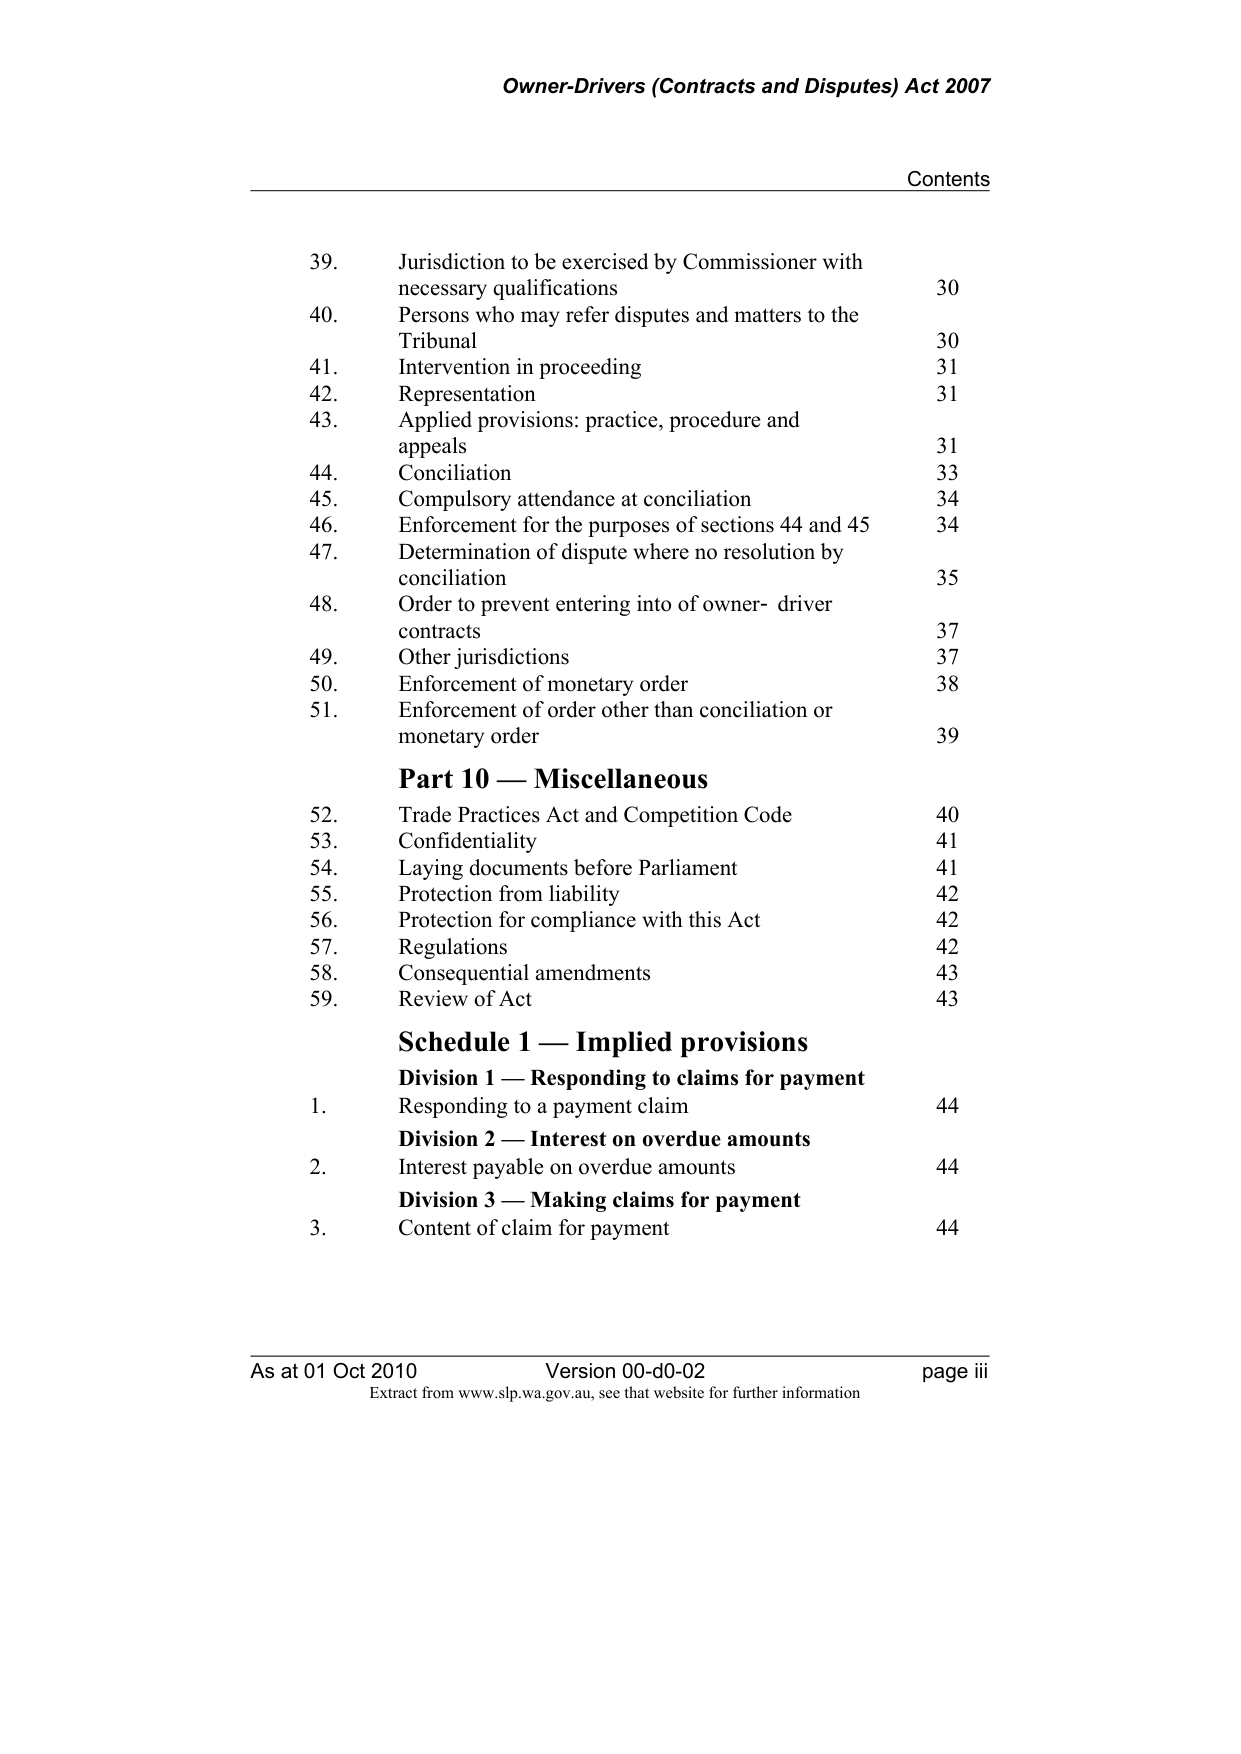 Owner-Drivers (Contracts and Disputes) Act 2007
Contents
39. Jurisdiction to be exercised by Commissioner with
necessary qualifications 30
40. Persons who may refer disputes and matters to the
Tribunal 30
41. Intervention in proceeding 31
42. Representation 31
43. Applied provisions: practice, procedure and
appeals 31
44. Conciliation 33
45. Compulsory attendance at conciliation 34
46. Enforcement for the purposes of sections 44 and 45 34
47. Determination of dispute where no resolution by
conciliation 35
48. Order to prevent entering into of owner- driver
contracts 37
49. Other jurisdictions 37
50. Enforcement of monetary order 38
51. Enforcement of order other than conciliation or
monetary order 39
Part 10 — Miscellaneous
52. Trade Practices Act and Competition Code 40
53. Confidentiality 41
54. Laying documents before Parliament 41
55. Protection from liability 42
56. Protection for compliance with this Act 42
57. Regulations 42
58. Consequential amendments 43
59. Review of Act 43
Schedule 1 — Implied provisions
Division 1 — Responding to claims for payment
1. Responding to a payment claim 44
Division 2 — Interest on overdue amounts
2. Interest payable on overdue amounts 44
Division 3 — Making claims for payment
3. Content of claim for payment 44
As at 01 Oct 2010 Version 00-d0-02 page iii
Extract from www.slp.wa.gov.au, see that website for further information